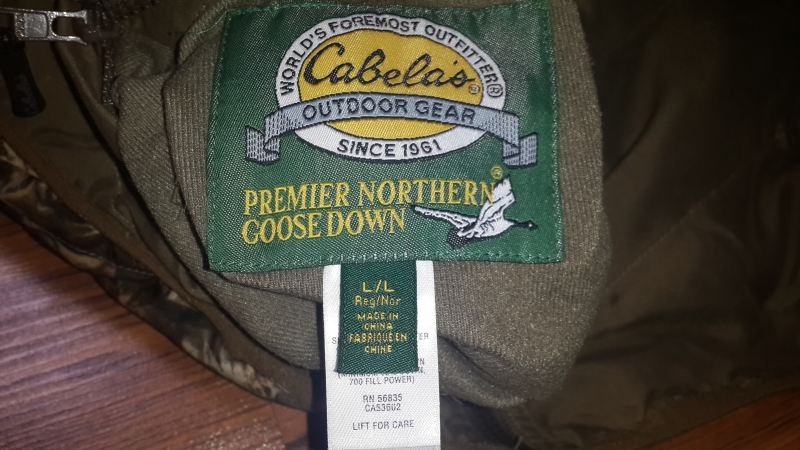 WORLD'S FOREMOST OUTFITTER®
Cabela's®
OUTDOOR GEAR
SINCE 1961
PREMIER NORTHERN®
GOOSE DOWN
L/L
Reg/Nor
MADE IN
CHINA
FABRIQUÉ EN
CHINE
700 FILL POWER)
RN 56835
CA53602
LIFT FOR CARE